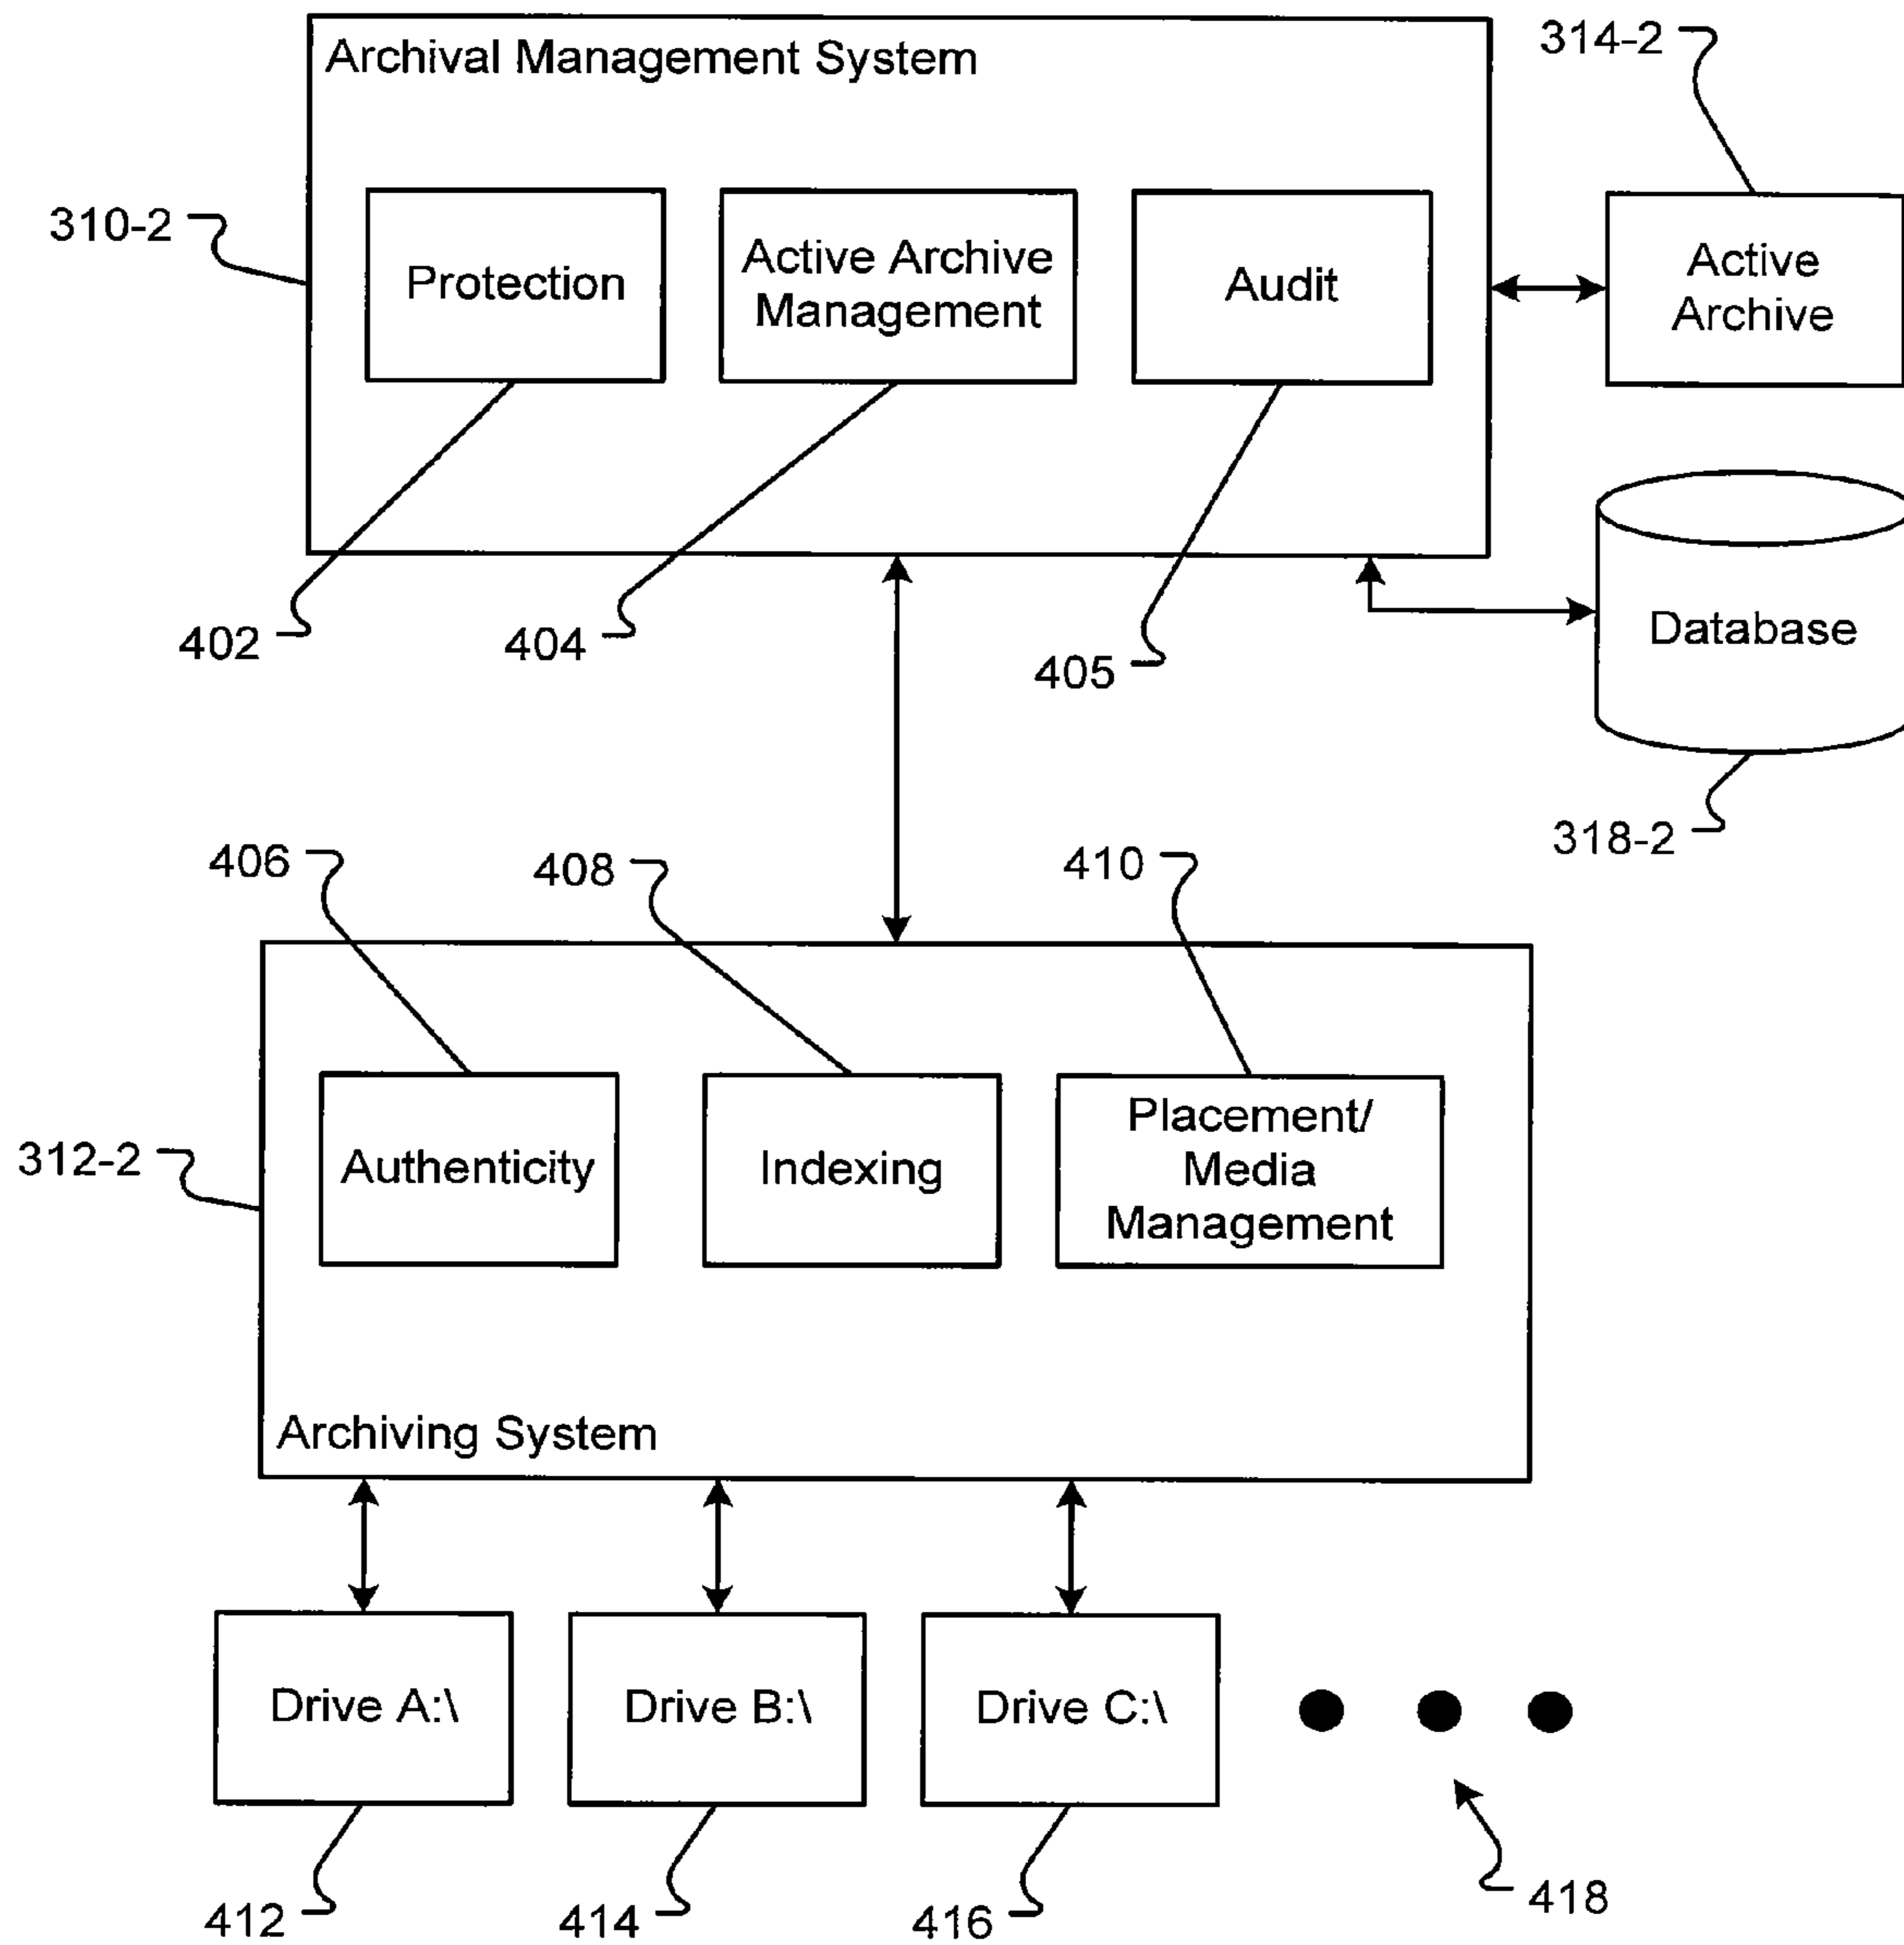 Archival Management System
314-2
310-2
Protection
Active Archive
Management
Audit
Active
Archive
402
404
405
Database
318-2
406
408
410
312-2
Authenticity
Indexing
Placement/
Media
Management
Archiving System
Drive A:\
Drive B:\
Drive C:\
412
414
416
418